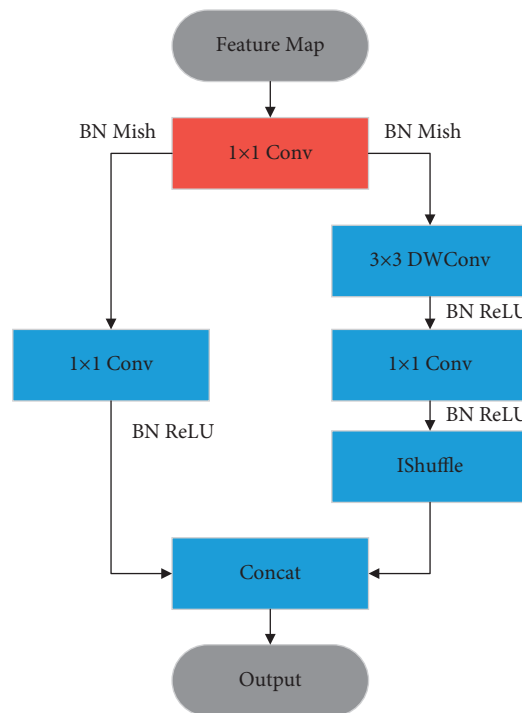 Feature Map
BN Mish
BN Mish
1×1 Conv
3×3 DWConv
BN ReLU
1×1 Conv
1×1 Conv
BN ReLU
BN ReLU
IShuffle
Concat
Output